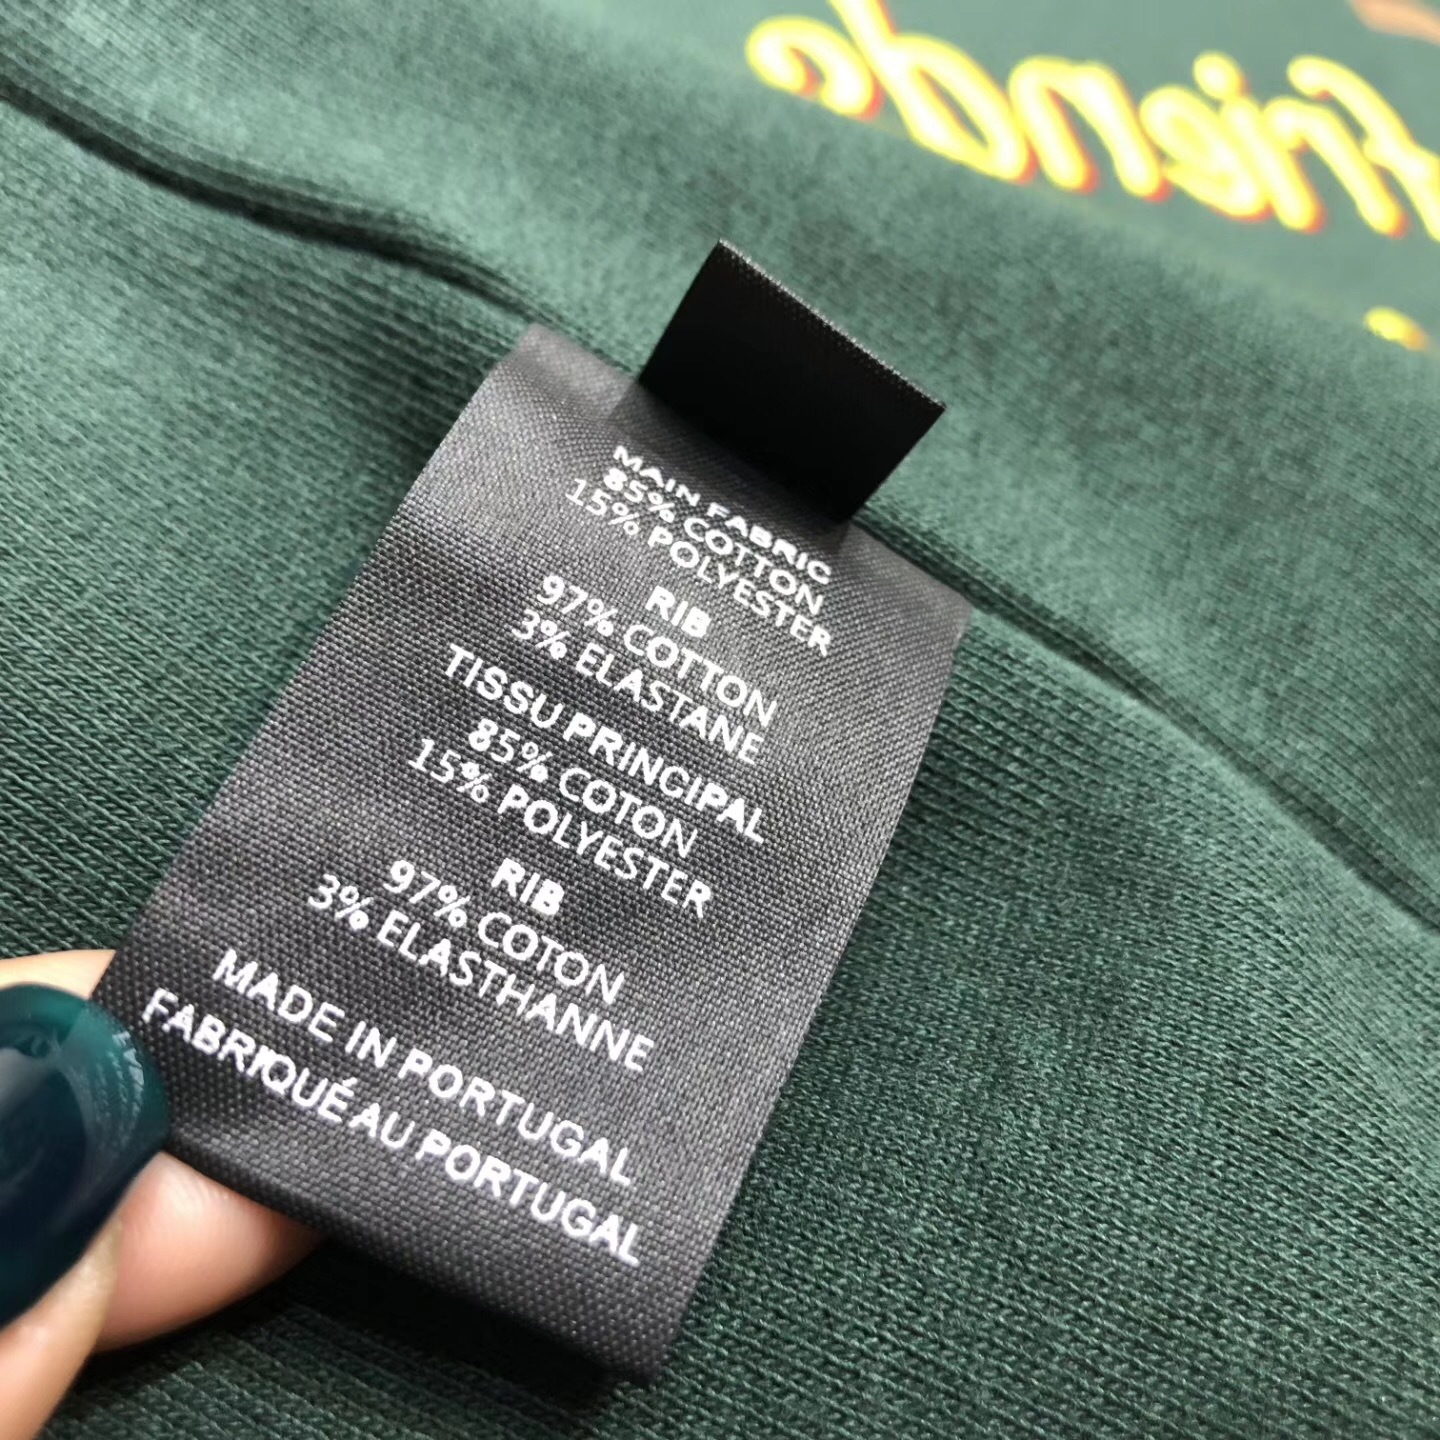 friends
MAIN FABRIC
85% COTTON
15% POLYESTER
RIB
97% COTTON
3% ELASTANE
TISSU PRINCIPAL
85% COTON
15% POLYESTER
RIB
97% COTON
3% ELASTHANNE
MADE IN PORTUGAL
FABRIQUÉ AU PORTUGAL